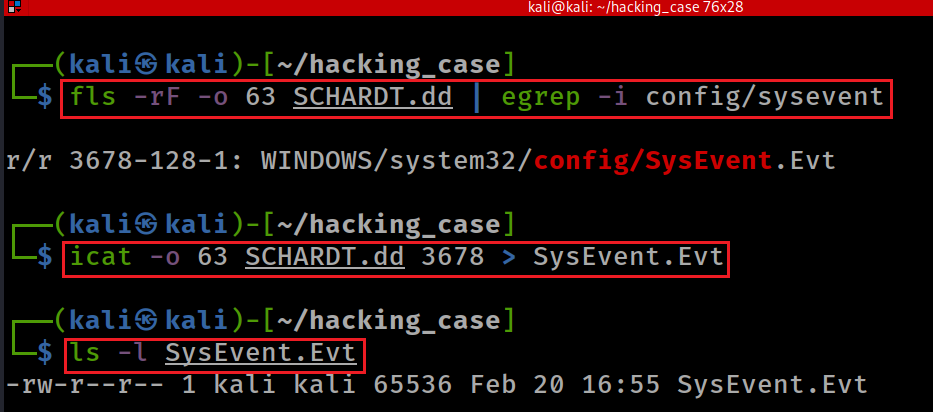 kali@kali: ~/hacking_case 76x28
(kali㉿kali)-[~/hacking_case]
$ fls -rF -o 63 SCHARDT.dd | egrep -i config/sysevent
r/r 3678-128-1: WINDOWS/system32/config/SysEvent.Evt
(kali㉿kali)-[~/hacking_case]
$ icat -o 63 SCHARDT.dd 3678 > SysEvent.Evt
(kali㉿kali)-[~/hacking_case]
$ ls -l SysEvent.Evt
-rw-r--r-- 1 kali kali 65536 Feb 20 16:55 SysEvent.Evt